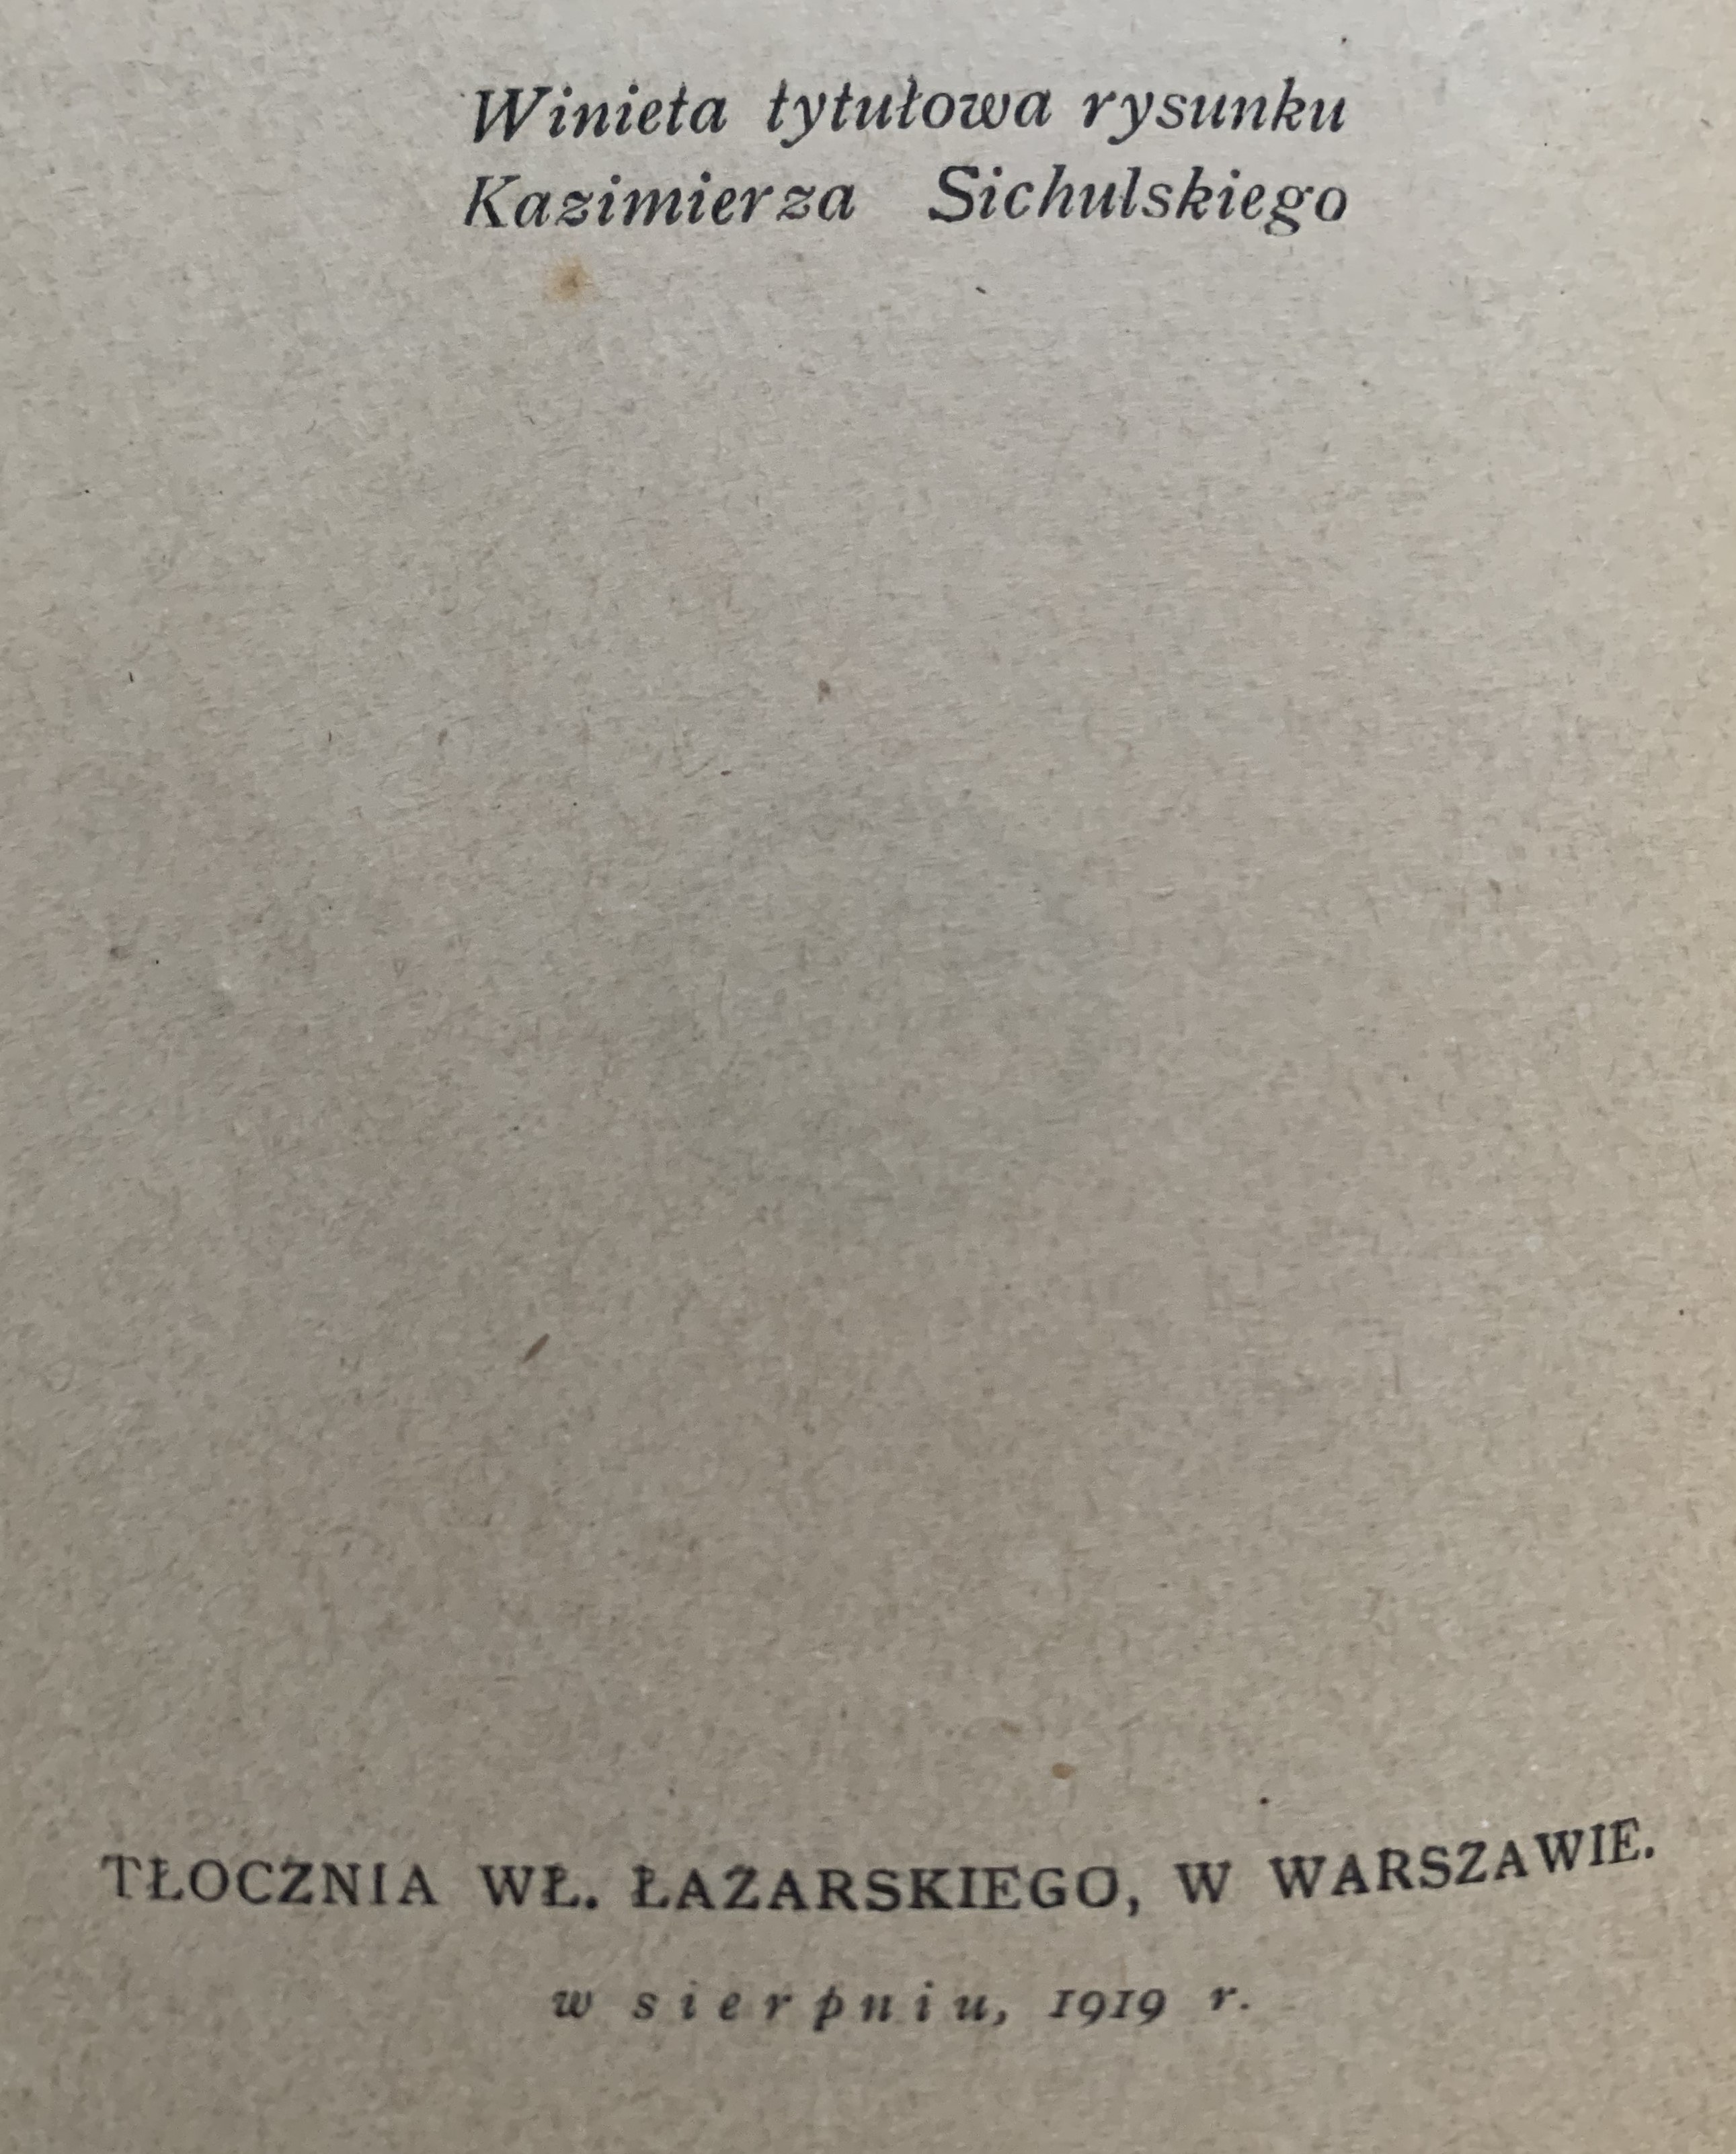 Winieta tytułowa rysunku
Kazimierza Sichulskiego
TŁOCZNIA WŁ. ŁAZARSKIEGO, W WARSZAWIE.
w sierpniu, 1919 r.